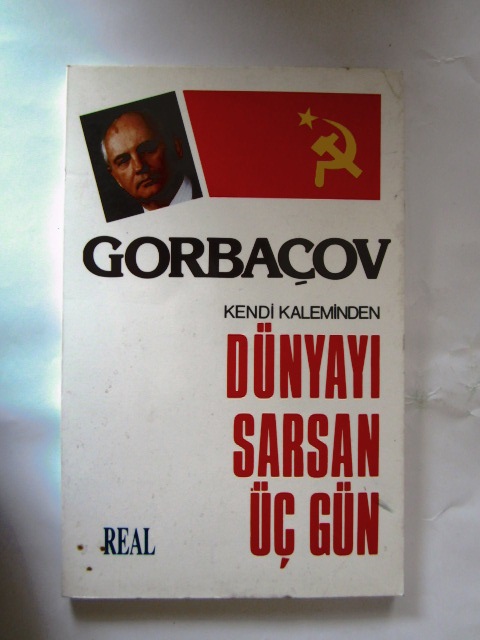 GORBAÇOV
KENDİ KALEMİNDEN
DÜNYAYI
SARSAN
ÜÇ GÜN
REAL